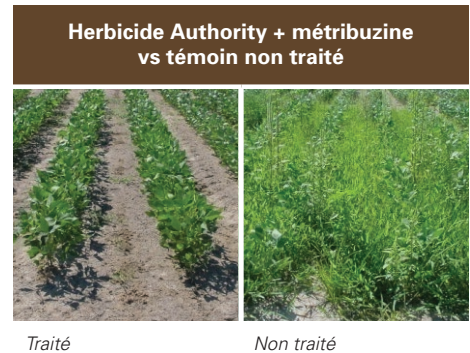 Herbicide Authority + métribuzine
vs témoin non traité
Traité
Non traité